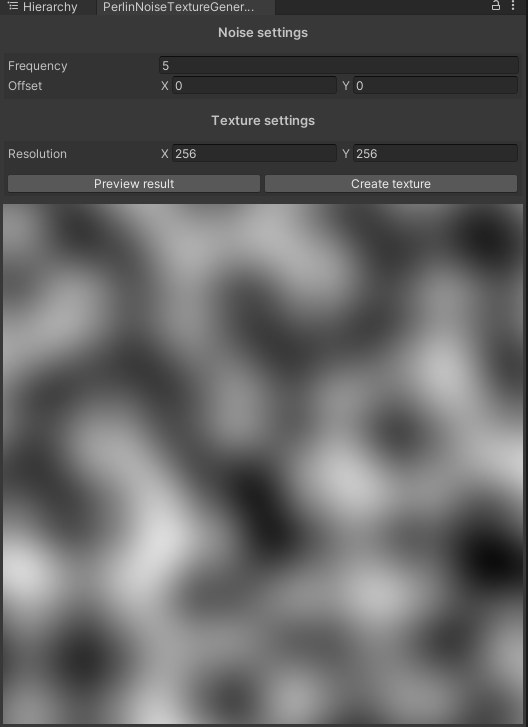 Hierarchy PerlinNoiseTextureGener...
Noise settings
Frequency 5
Offset X 0 Y 0
Texture settings
Resolution X 256 Y 256
Preview result Create texture